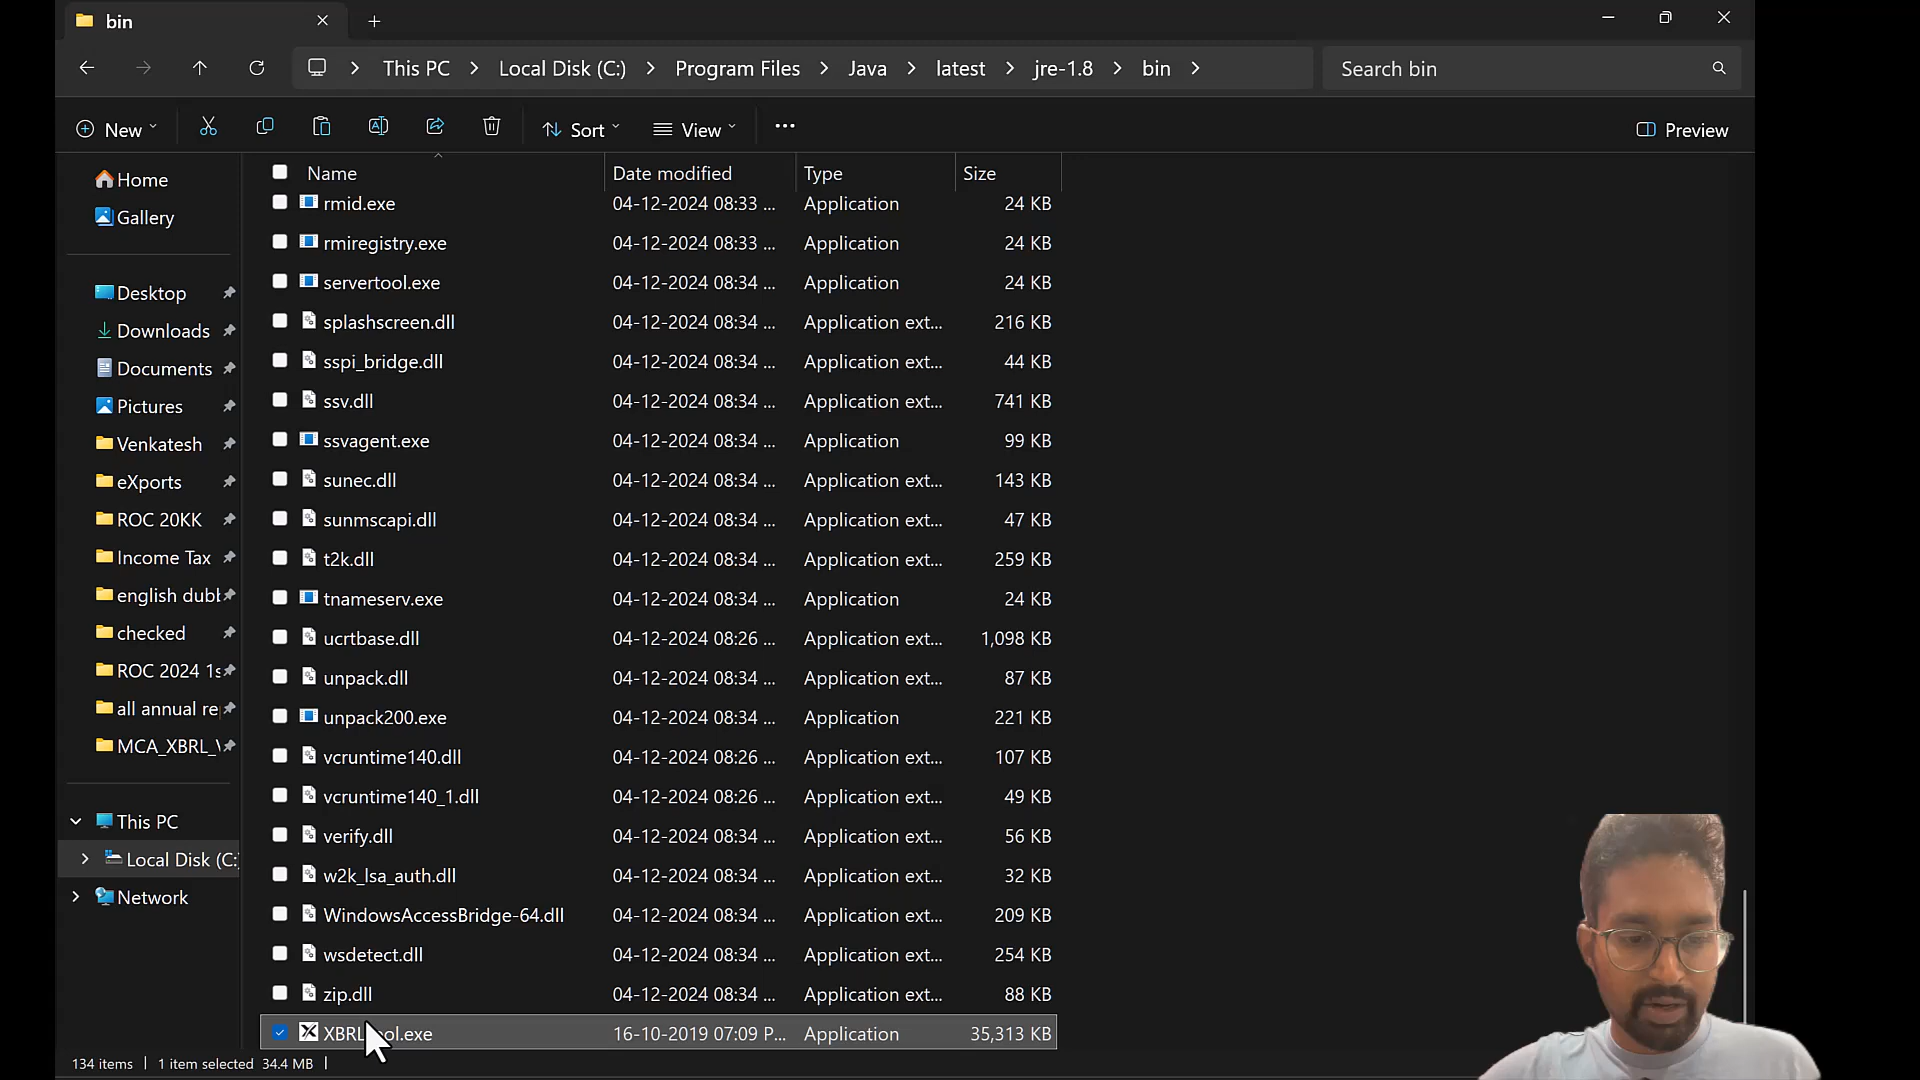 bin
This PC Local Disk (C:) Program Files Java latest jre-1.8 bin
Search bin
New Sort View ... Preview
Name Date modified Type Size
Home
Gallery
Desktop
Downloads
Documents
Pictures
Venkatesh
eXports
ROC 20KK
Income Tax
english dubb
checked
ROC 2024 1s
all annual re
MCA_XBRL_V
This PC
Local Disk (C:)
Network
rmid.exe 04-12-2024 08:33 ... Application 24 KB
rmiregistry.exe 04-12-2024 08:33 ... Application 24 KB
servertool.exe 04-12-2024 08:34 ... Application 24 KB
splashscreen.dll 04-12-2024 08:34 ... Application ext... 216 KB
sspi_bridge.dll 04-12-2024 08:34 ... Application ext... 44 KB
ssv.dll 04-12-2024 08:34 ... Application ext... 741 KB
ssvagent.exe 04-12-2024 08:34 ... Application 99 KB
sunec.dll 04-12-2024 08:34 ... Application ext... 143 KB
sunmscapi.dll 04-12-2024 08:34 ... Application ext... 47 KB
t2k.dll 04-12-2024 08:34 ... Application ext... 259 KB
tnameserv.exe 04-12-2024 08:34 ... Application 24 KB
ucrtbase.dll 04-12-2024 08:26 ... Application ext... 1,098 KB
unpack.dll 04-12-2024 08:34 ... Application ext... 87 KB
unpack200.exe 04-12-2024 08:34 ... Application 221 KB
vcruntime140.dll 04-12-2024 08:26 ... Application ext... 107 KB
vcruntime140_1.dll 04-12-2024 08:26 ... Application ext... 49 KB
verify.dll 04-12-2024 08:34 ... Application ext... 56 KB
w2k_lsa_auth.dll 04-12-2024 08:34 ... Application ext... 32 KB
WindowsAccessBridge-64.dll 04-12-2024 08:34 ... Application ext... 209 KB
wsdetect.dll 04-12-2024 08:34 ... Application ext... 254 KB
zip.dll 04-12-2024 08:34 ... Application ext... 88 KB
16-10-2019 07:09 P... Application 35,313 KB
134 items 1 item selected 34.4 MB